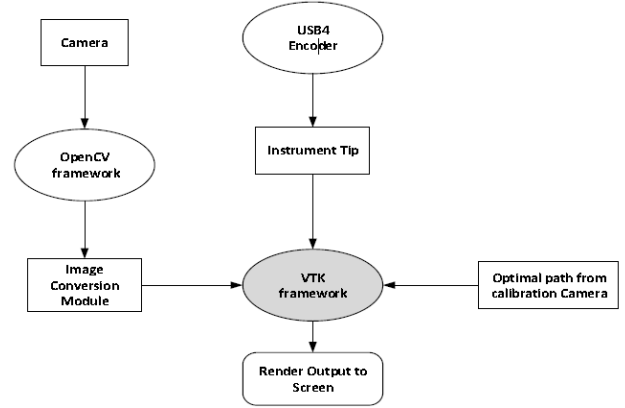 Camera
USB4
Encoder
OpenCV
framework
Instrument Tip
Image
Conversion
Module
VTK
framework
Optimal path from
calibration Camera
Render Output to
Screen